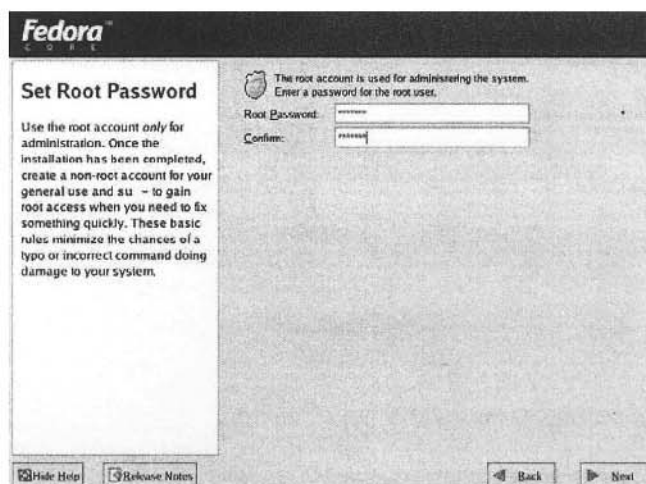 Fedora™
CORE
Set Root Password
Use the root account only for
administration. Once the
installation has been completed,
create a non-root account for your
general use and su - to gain
root access when you need to fix
something quickly. These basic
rules minimize the chances of a
typo or incorrect command doing
damage to your system.
The root account is used for administering the system.
Enter a password for the root user.
Root Password: *******
Confirm: *******
Hide Help
Release Notes
Back
Next